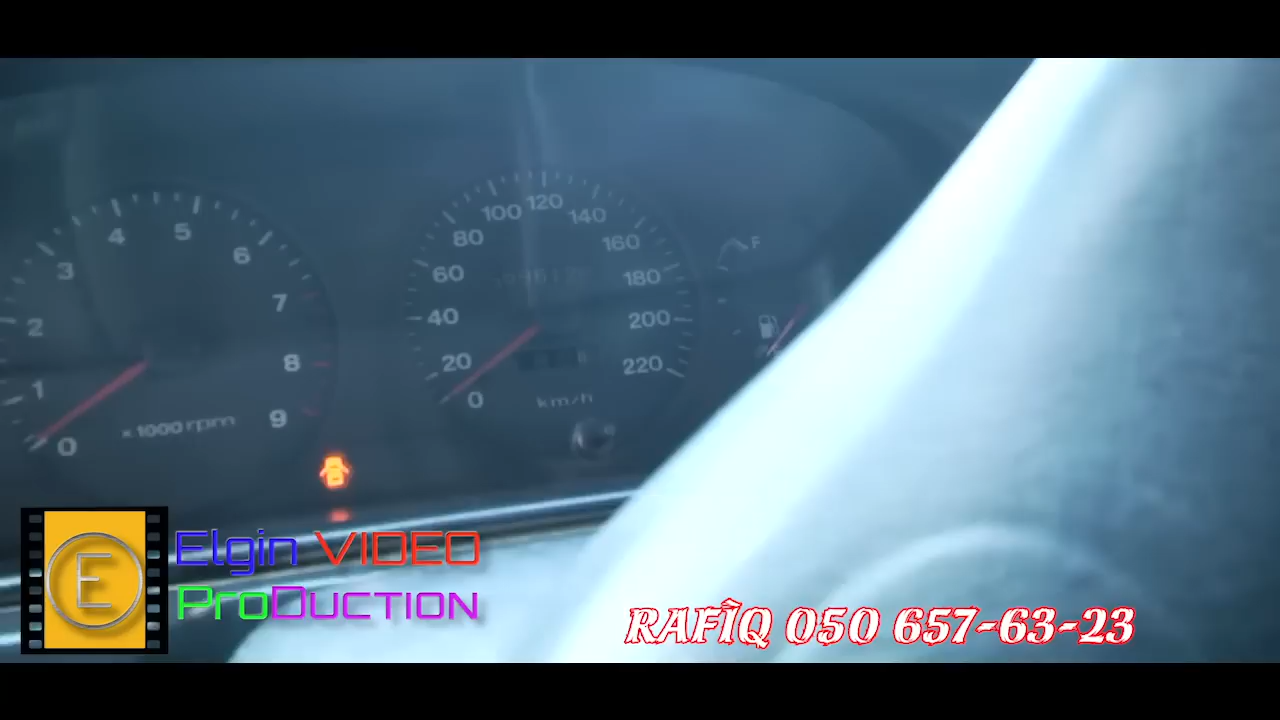 4 5 6
3 7
2 8
1 9
0
×1000 rpm
100 120 140
80 160
60 180
40 200
20 220
0
km/h
F
E
Elgin VIDEO
ProDUCTION
RAFİQ 050 657-63-23